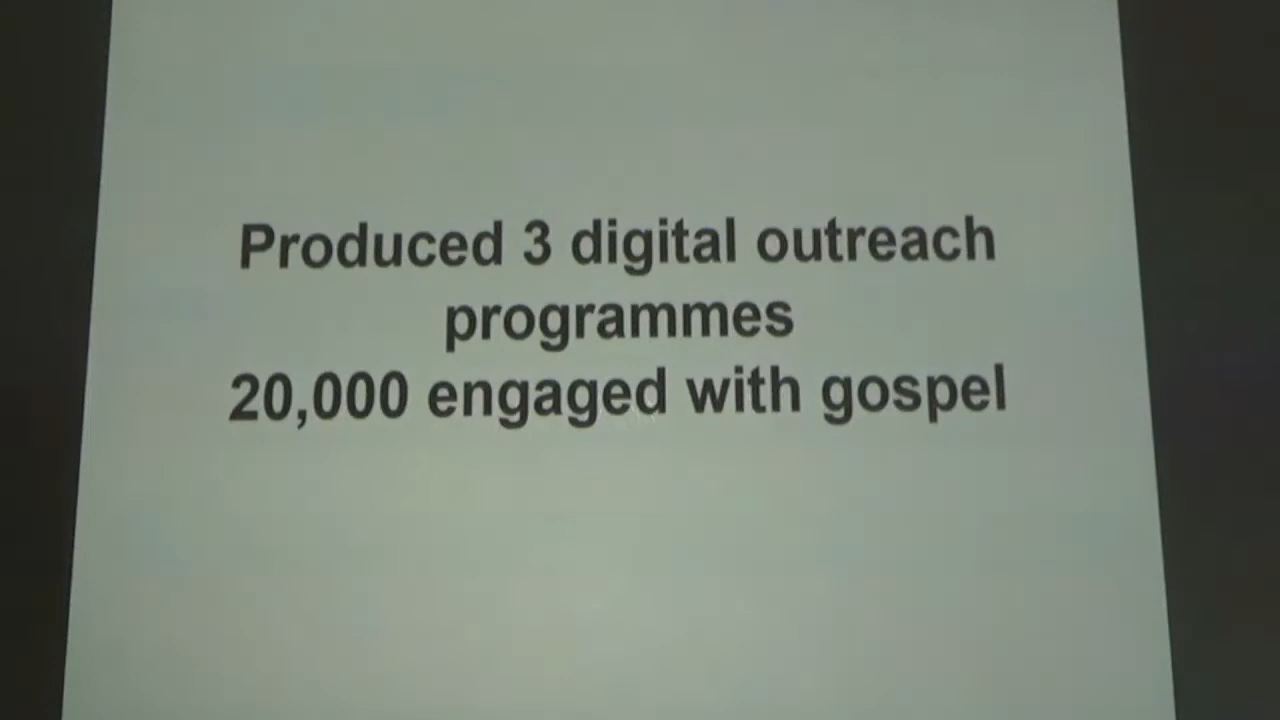 Produced 3 digital outreach
programmes
20,000 engaged with gospel